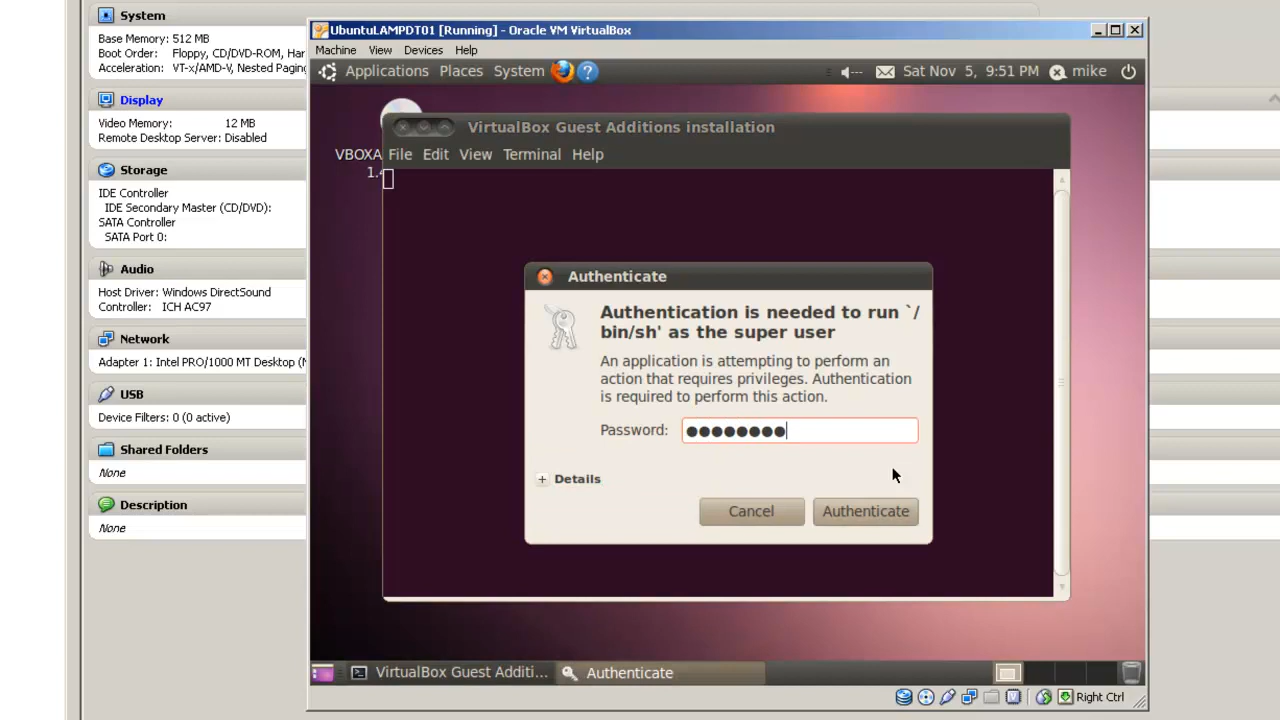 System
Base Memory: 512 MB
Boot Order: Floppy, CD/DVD-ROM, Har
Acceleration: VT-x/AMD-V, Nested Paging
Display
Video Memory: 12 MB
Remote Desktop Server: Disabled
Storage
IDE Controller
IDE Secondary Master (CD/DVD):
SATA Controller
SATA Port 0:
Audio
Host Driver: Windows DirectSound
Controller: ICH AC97
Network
Adapter 1: Intel PRO/1000 MT Desktop (N
USB
Device Filters: 0 (0 active)
Shared Folders
None
Description
None
UbuntuLAMPDT01 [Running] - Oracle VM VirtualBox
Machine View Devices Help
Applications Places System Sat Nov 5, 9:51 PM mike
VBOXA
1.4
VirtualBox Guest Additions installation
File Edit View Terminal Help
Authenticate
Authentication is needed to run `/
bin/sh' as the super user
An application is attempting to perform an
action that requires privileges. Authentication
is required to perform this action.
Password: ●●●●●●●●
+ Details
Cancel Authenticate
VirtualBox Guest Additi... Authenticate
Right Ctrl